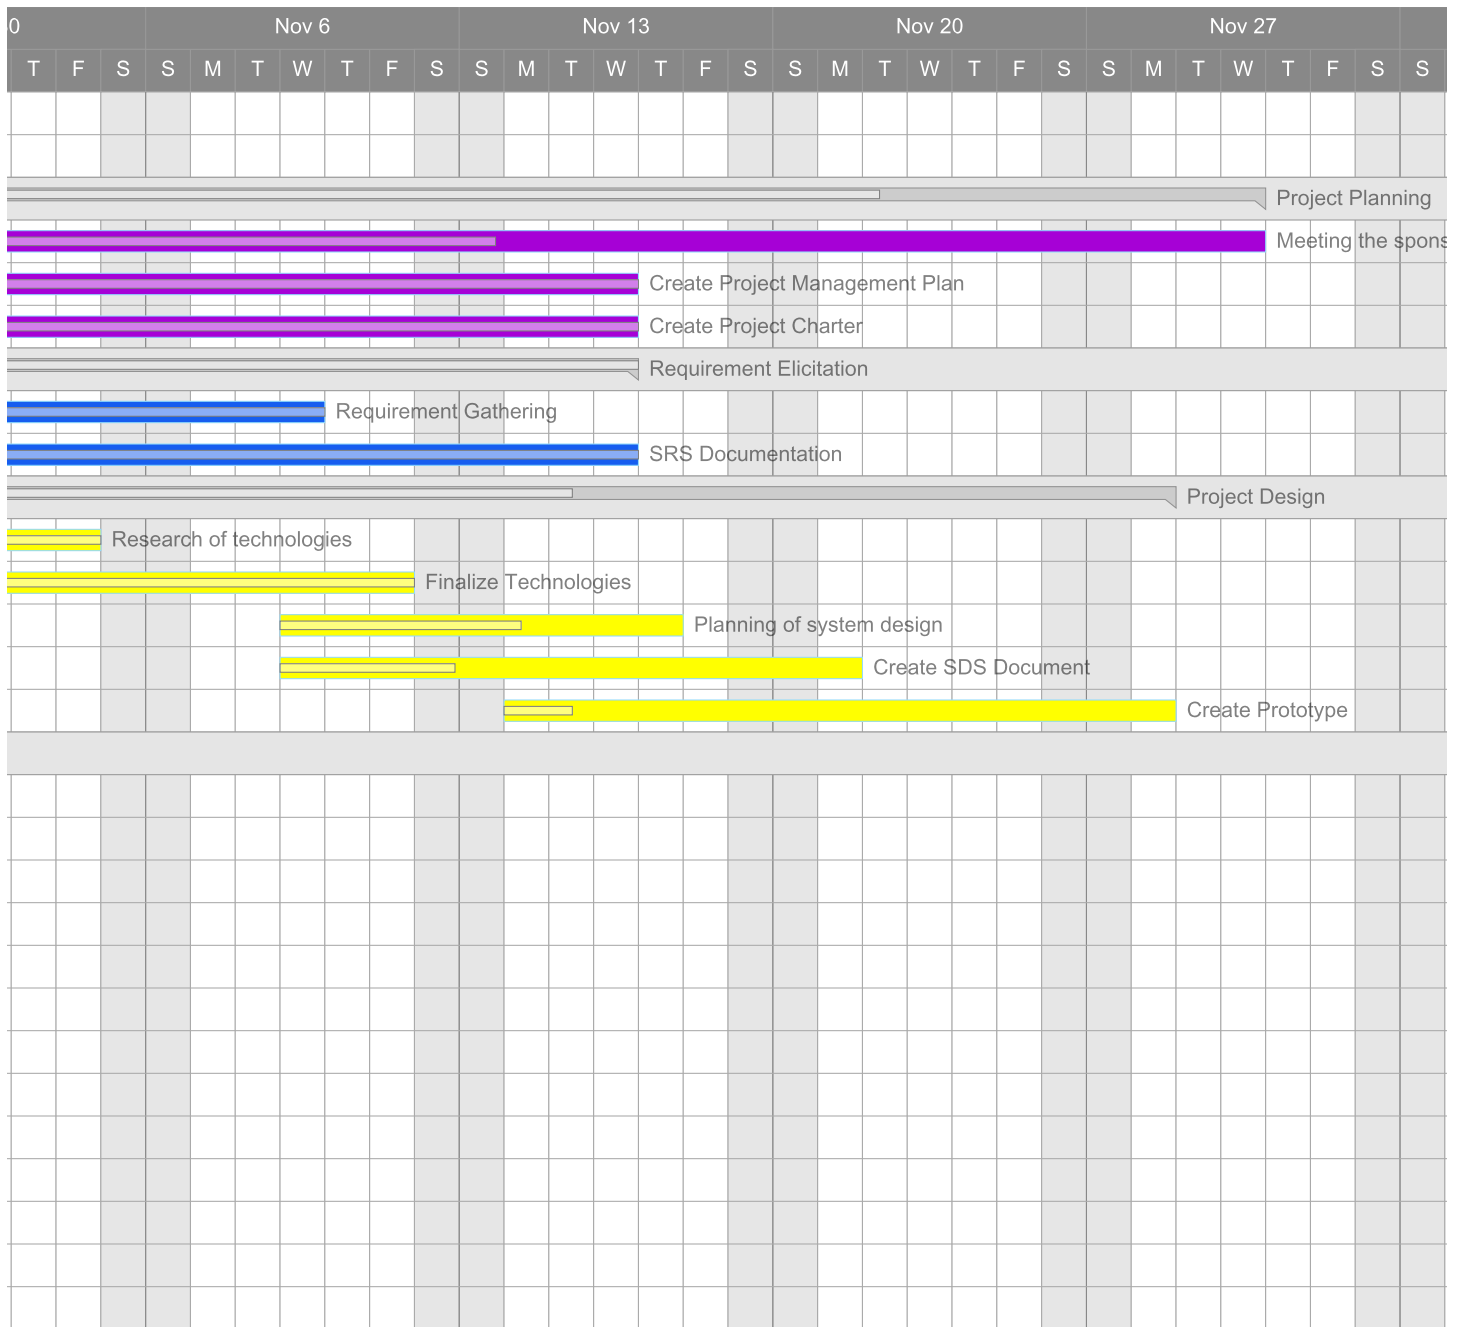 0 Nov 6 Nov 13 Nov 20 Nov 27
T F S S M T W T F S S M T W T F S S M T W T F S S M T W T F S S
Project Planning
Meeting the spons
Create Project Management Plan
Create Project Charter
Requirement Elicitation
Requirement Gathering
SRS Documentation
Project Design
Research of technologies
Finalize Technologies
Planning of system design
Create SDS Document
Create Prototype